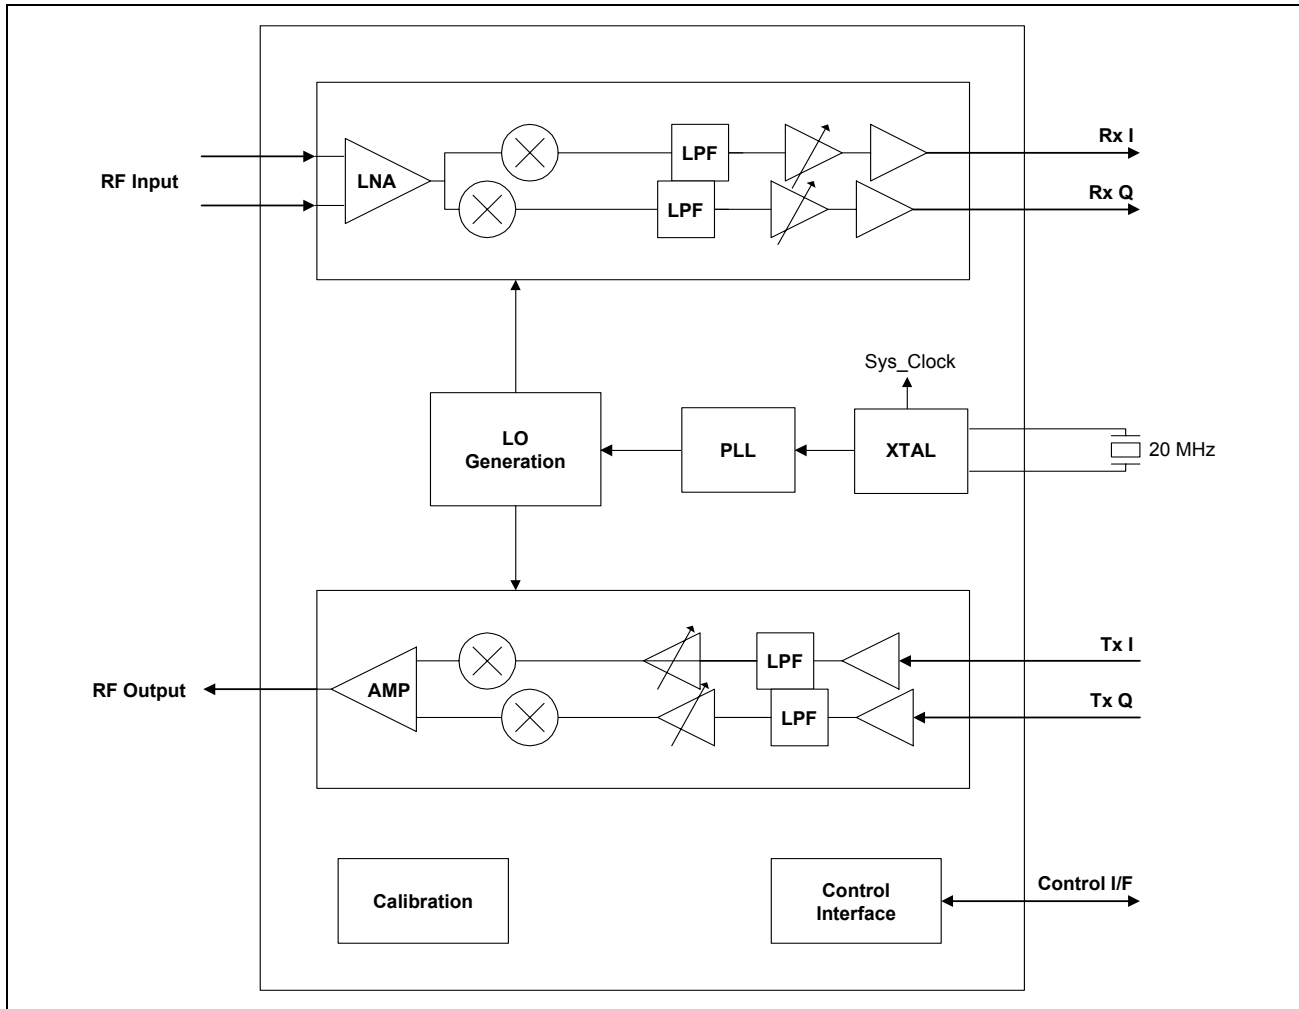 RF Input
LNA
LPF
LPF
Rx I
Rx Q
Sys_Clock
LO
Generation
PLL
XTAL
20 MHz
RF Output
AMP
LPF
LPF
Tx I
Tx Q
Calibration
Control
Interface
Control I/F